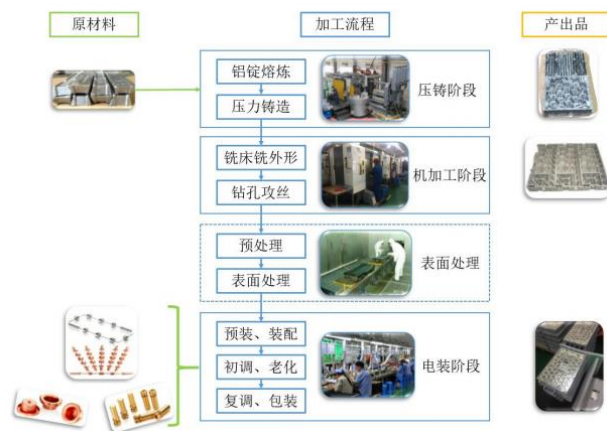 原材料
加工流程
产出品
铝锭熔炼
压力铸造
压铸阶段
铣床铣外形
钻孔攻丝
机加工阶段
预处理
表面处理
表面处理
预装、装配
初调、老化
复调、包装
电装阶段